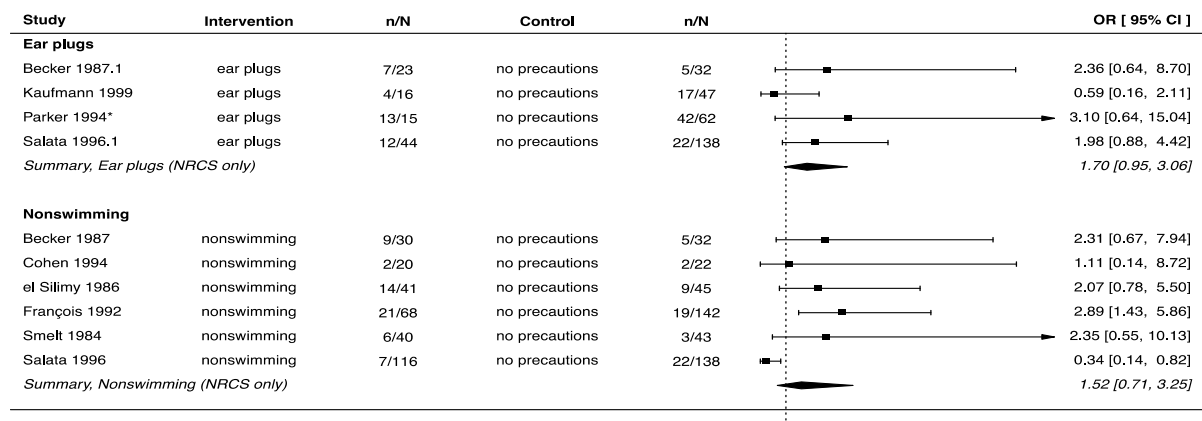 Study Intervention n/N Control n/N OR [ 95% CI ]
Ear plugs
Becker 1987.1 ear plugs 7/23 no precautions 5/32 2.36 [0.64, 8.70]
Kaufmann 1999 ear plugs 4/16 no precautions 17/47 0.59 [0.16, 2.11]
Parker 1994* ear plugs 13/15 no precautions 42/62 3.10 [0.64, 15.04]
Salata 1996.1 ear plugs 12/44 no precautions 22/138 1.98 [0.88, 4.42]
Summary, Ear plugs (NRCS only) 1.70 [0.95, 3.06]
Nonswimming
Becker 1987 nonswimming 9/30 no precautions 5/32 2.31 [0.67, 7.94]
Cohen 1994 nonswimming 2/20 no precautions 2/22 1.11 [0.14, 8.72]
el Silimy 1986 nonswimming 14/41 no precautions 9/45 2.07 [0.78, 5.50]
François 1992 nonswimming 21/68 no precautions 19/142 2.89 [1.43, 5.86]
Smelt 1984 nonswimming 6/40 no precautions 3/43 2.35 [0.55, 10.13]
Salata 1996 nonswimming 7/116 no precautions 22/138 0.34 [0.14, 0.82]
Summary, Nonswimming (NRCS only) 1.52 [0.71, 3.25]